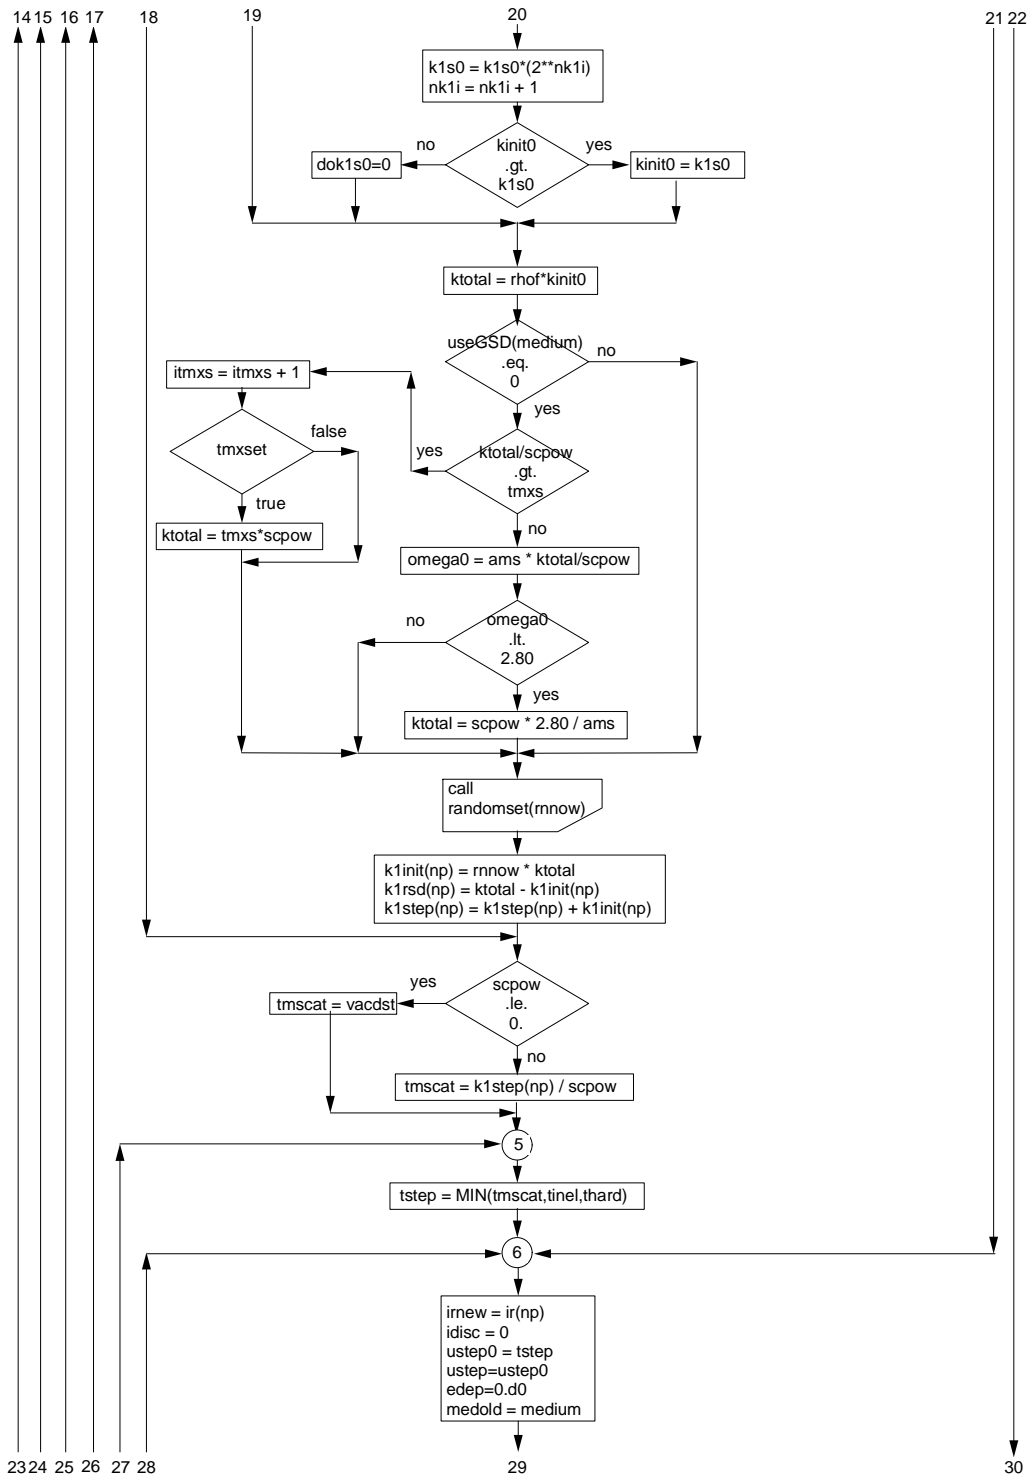 14 15 16 17 18 19 20 21 22
k1s0 = k1s0*(2**nk1i)
nk1i = nk1i + 1
kinit0
.gt.
k1s0
no
yes
dok1s0=0
kinit0 = k1s0
ktotal = rhof*kinit0
useGSD(medium)
.eq.
0
no
yes
itmxs = itmxs + 1
tmxset
false
true
yes
ktotal/scpow
.gt.
tmxs
no
ktotal = tmxs*scpow
omega0 = ams * ktotal/scpow
no
omega0
.lt.
2.80
yes
ktotal = scpow * 2.80 / ams
call
randomset(rnnow)
k1init(np) = rnnow * ktotal
k1rsd(np) = ktotal - k1init(np)
k1step(np) = k1step(np) + k1init(np)
yes
scpow
.le.
0.
tmscat = vacdst
no
tmscat = k1step(np) / scpow
5
tstep = MIN(tmscat,tinel,thard)
6
irnew = ir(np)
idisc = 0
ustep0 = tstep
ustep=ustep0
edep=0.d0
medold = medium
23 24 25 26 27 28 29 30